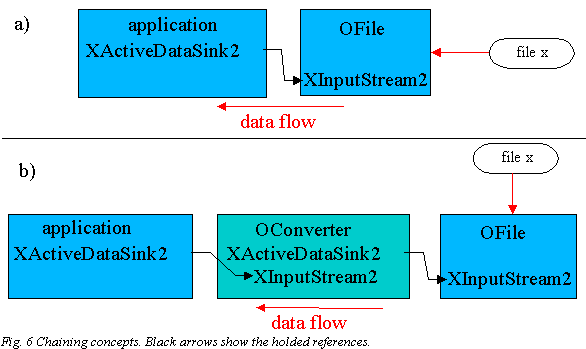 a)
application
XActiveDataSink2
OFile
XInputStream2
file x
data flow
b)
file x
application
XActiveDataSink2
OConverter
XActiveDataSink2
XInputStream2
OFile
XInputStream2
data flow
Fig. 6 Chaining concepts. Black arrows show the holded references.